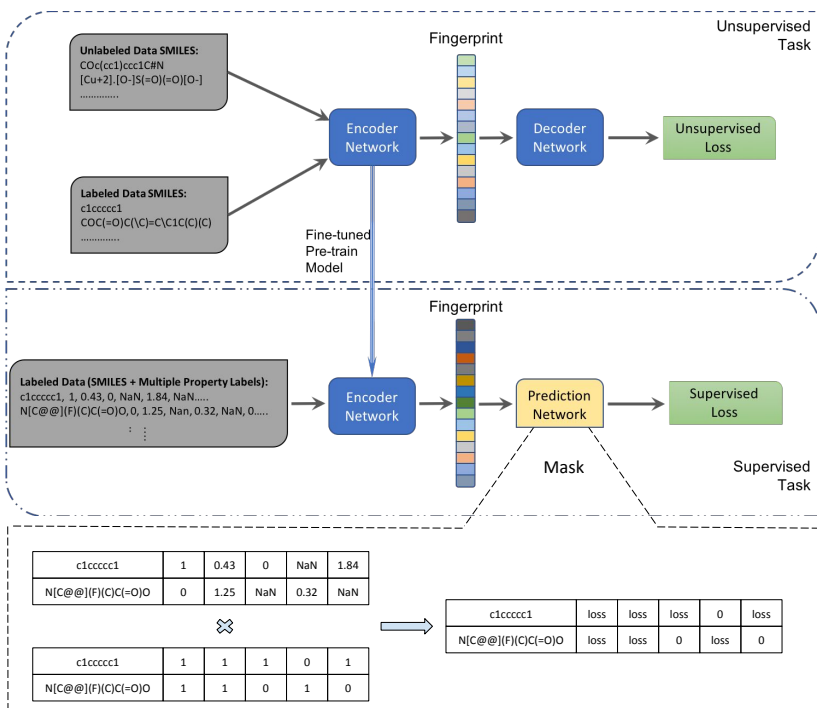 Unsupervised
Task
Unlabeled Data SMILES:
COc(cc1)ccc1C#N
[Cu+2].[O-]S(=O)(=O)[O-]
..............
Fingerprint
Encoder
Network
Decoder
Network
Unsupervised
Loss
Labeled Data SMILES:
c1ccccc1
COC(=O)C(\C)=C\C1C(C)(C)
..............
Fine-tuned
Pre-train
Model
Fingerprint
Labeled Data (SMILES + Multiple Property Labels):
c1ccccc1, 1, 0.43, 0, NaN, 1.84, NaN.....
N[C@@](F)(C)C(=O)O, 0, 1.25, Nan, 0.32, NaN, 0.....
Encoder
Network
Prediction
Network
Supervised
Loss
Mask
Supervised
Task
c1ccccc1 1 0.43 0 NaN 1.84
N[C@@](F)(C)C(=O)O 0 1.25 NaN 0.32 NaN
c1ccccc1 loss loss loss 0 loss
N[C@@](F)(C)C(=O)O loss loss 0 loss 0
c1ccccc1 1 1 1 0 1
N[C@@](F)(C)C(=O)O 1 1 0 1 0